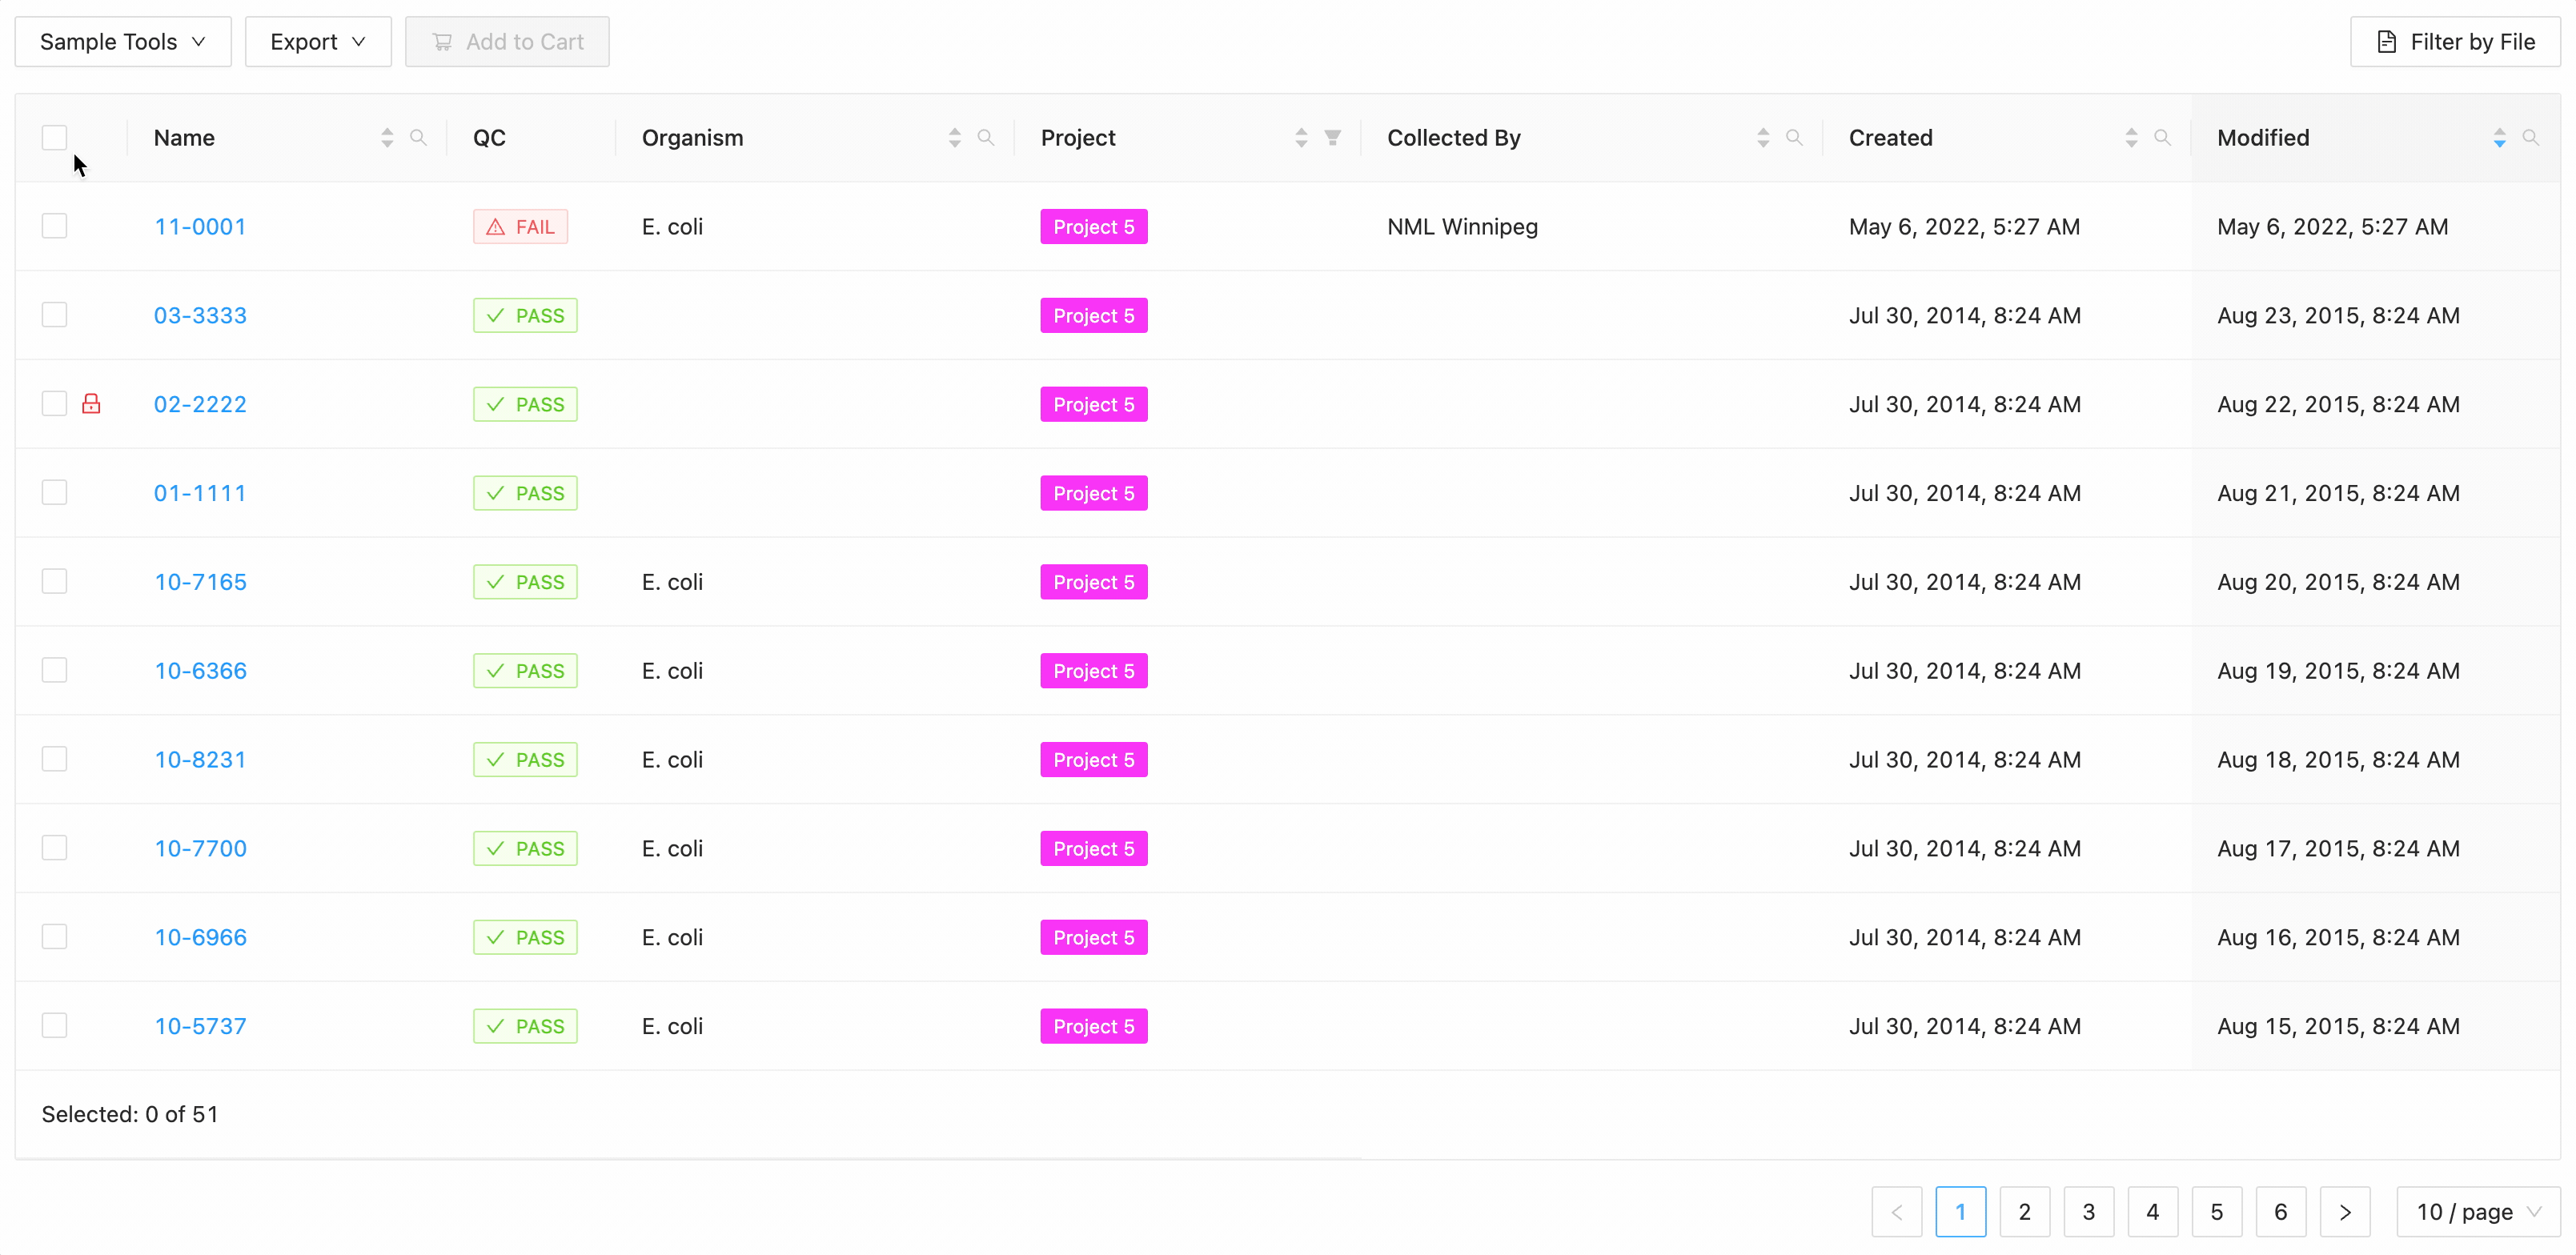 Sample Tools Export Add to Cart Filter by File
Name QC Organism Project Collected By Created Modified
11-0001 FAIL E. coli Project 5 NML Winnipeg May 6, 2022, 5:27 AM May 6, 2022, 5:27 AM
03-3333 PASS Project 5 Jul 30, 2014, 8:24 AM Aug 23, 2015, 8:24 AM
02-2222 PASS Project 5 Jul 30, 2014, 8:24 AM Aug 22, 2015, 8:24 AM
01-1111 PASS Project 5 Jul 30, 2014, 8:24 AM Aug 21, 2015, 8:24 AM
10-7165 PASS E. coli Project 5 Jul 30, 2014, 8:24 AM Aug 20, 2015, 8:24 AM
10-6366 PASS E. coli Project 5 Jul 30, 2014, 8:24 AM Aug 19, 2015, 8:24 AM
10-8231 PASS E. coli Project 5 Jul 30, 2014, 8:24 AM Aug 18, 2015, 8:24 AM
10-7700 PASS E. coli Project 5 Jul 30, 2014, 8:24 AM Aug 17, 2015, 8:24 AM
10-6966 PASS E. coli Project 5 Jul 30, 2014, 8:24 AM Aug 16, 2015, 8:24 AM
10-5737 PASS E. coli Project 5 Jul 30, 2014, 8:24 AM Aug 15, 2015, 8:24 AM
Selected: 0 of 51
< 1 2 3 4 5 6 > 10 / page